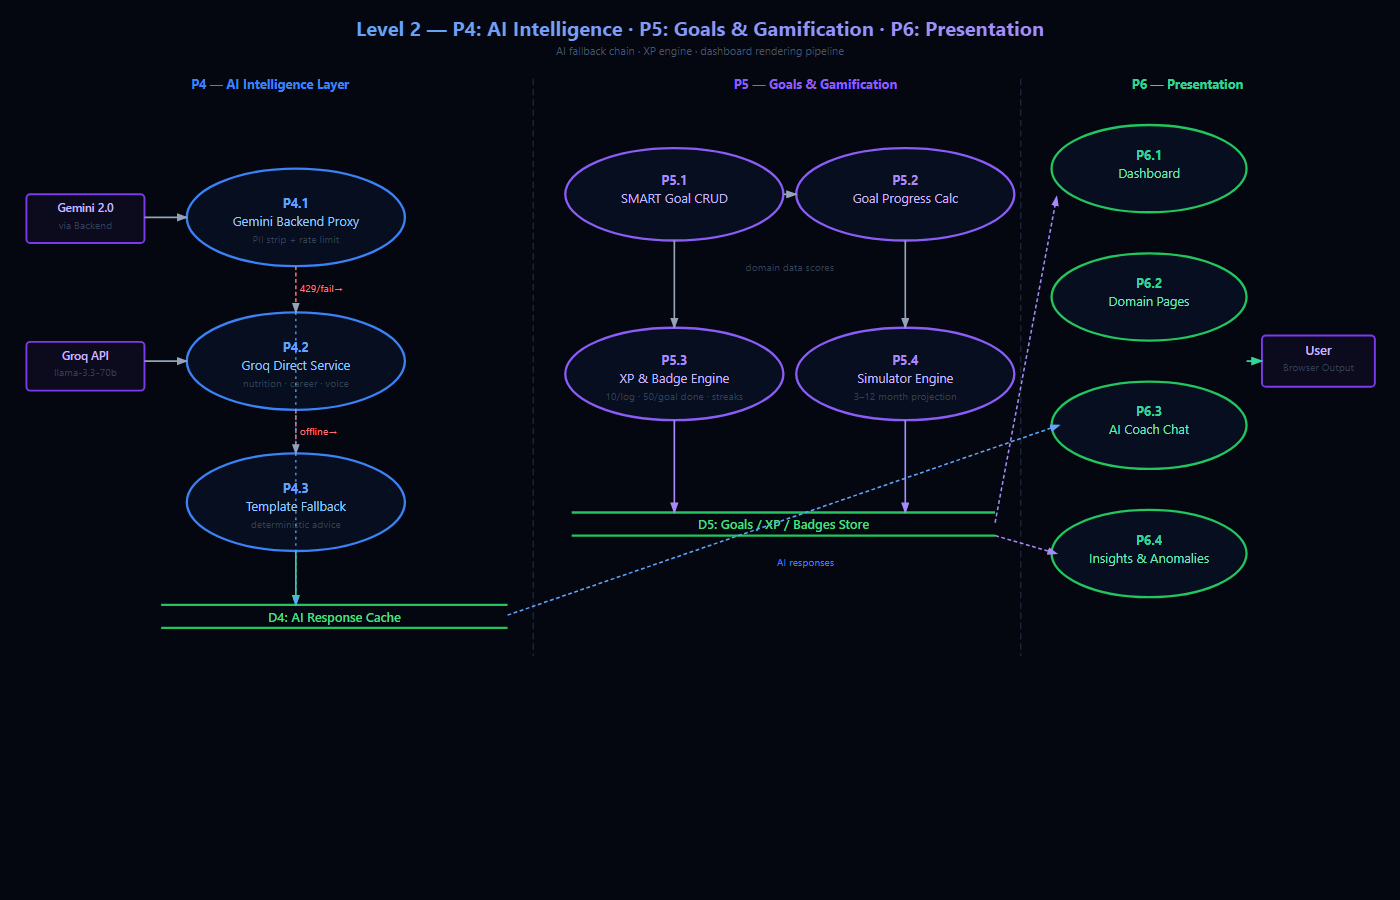 Level 2 — P4: AI Intelligence · P5: Goals & Gamification · P6: Presentation
AI fallback chain · XP engine · dashboard rendering pipeline
P4 — AI Intelligence Layer
Gemini 2.0
via Backend
P4.1
Gemini Backend Proxy
PII strip + rate limit
429/fail→
Groq API
llama-3.3-70b
P4.2
Groq Direct Service
nutrition · career · voice
offline→
P4.3
Template Fallback
deterministic advice
D4: AI Response Cache
P5 — Goals & Gamification
P5.1
SMART Goal CRUD
P5.2
Goal Progress Calc
domain data scores
P5.3
XP & Badge Engine
10/log · 50/goal done · streaks
P5.4
Simulator Engine
3–12 month projection
D5: Goals / XP / Badges Store
AI responses
P6 — Presentation
P6.1
Dashboard
P6.2
Domain Pages
P6.3
AI Coach Chat
P6.4
Insights & Anomalies
User
Browser Output